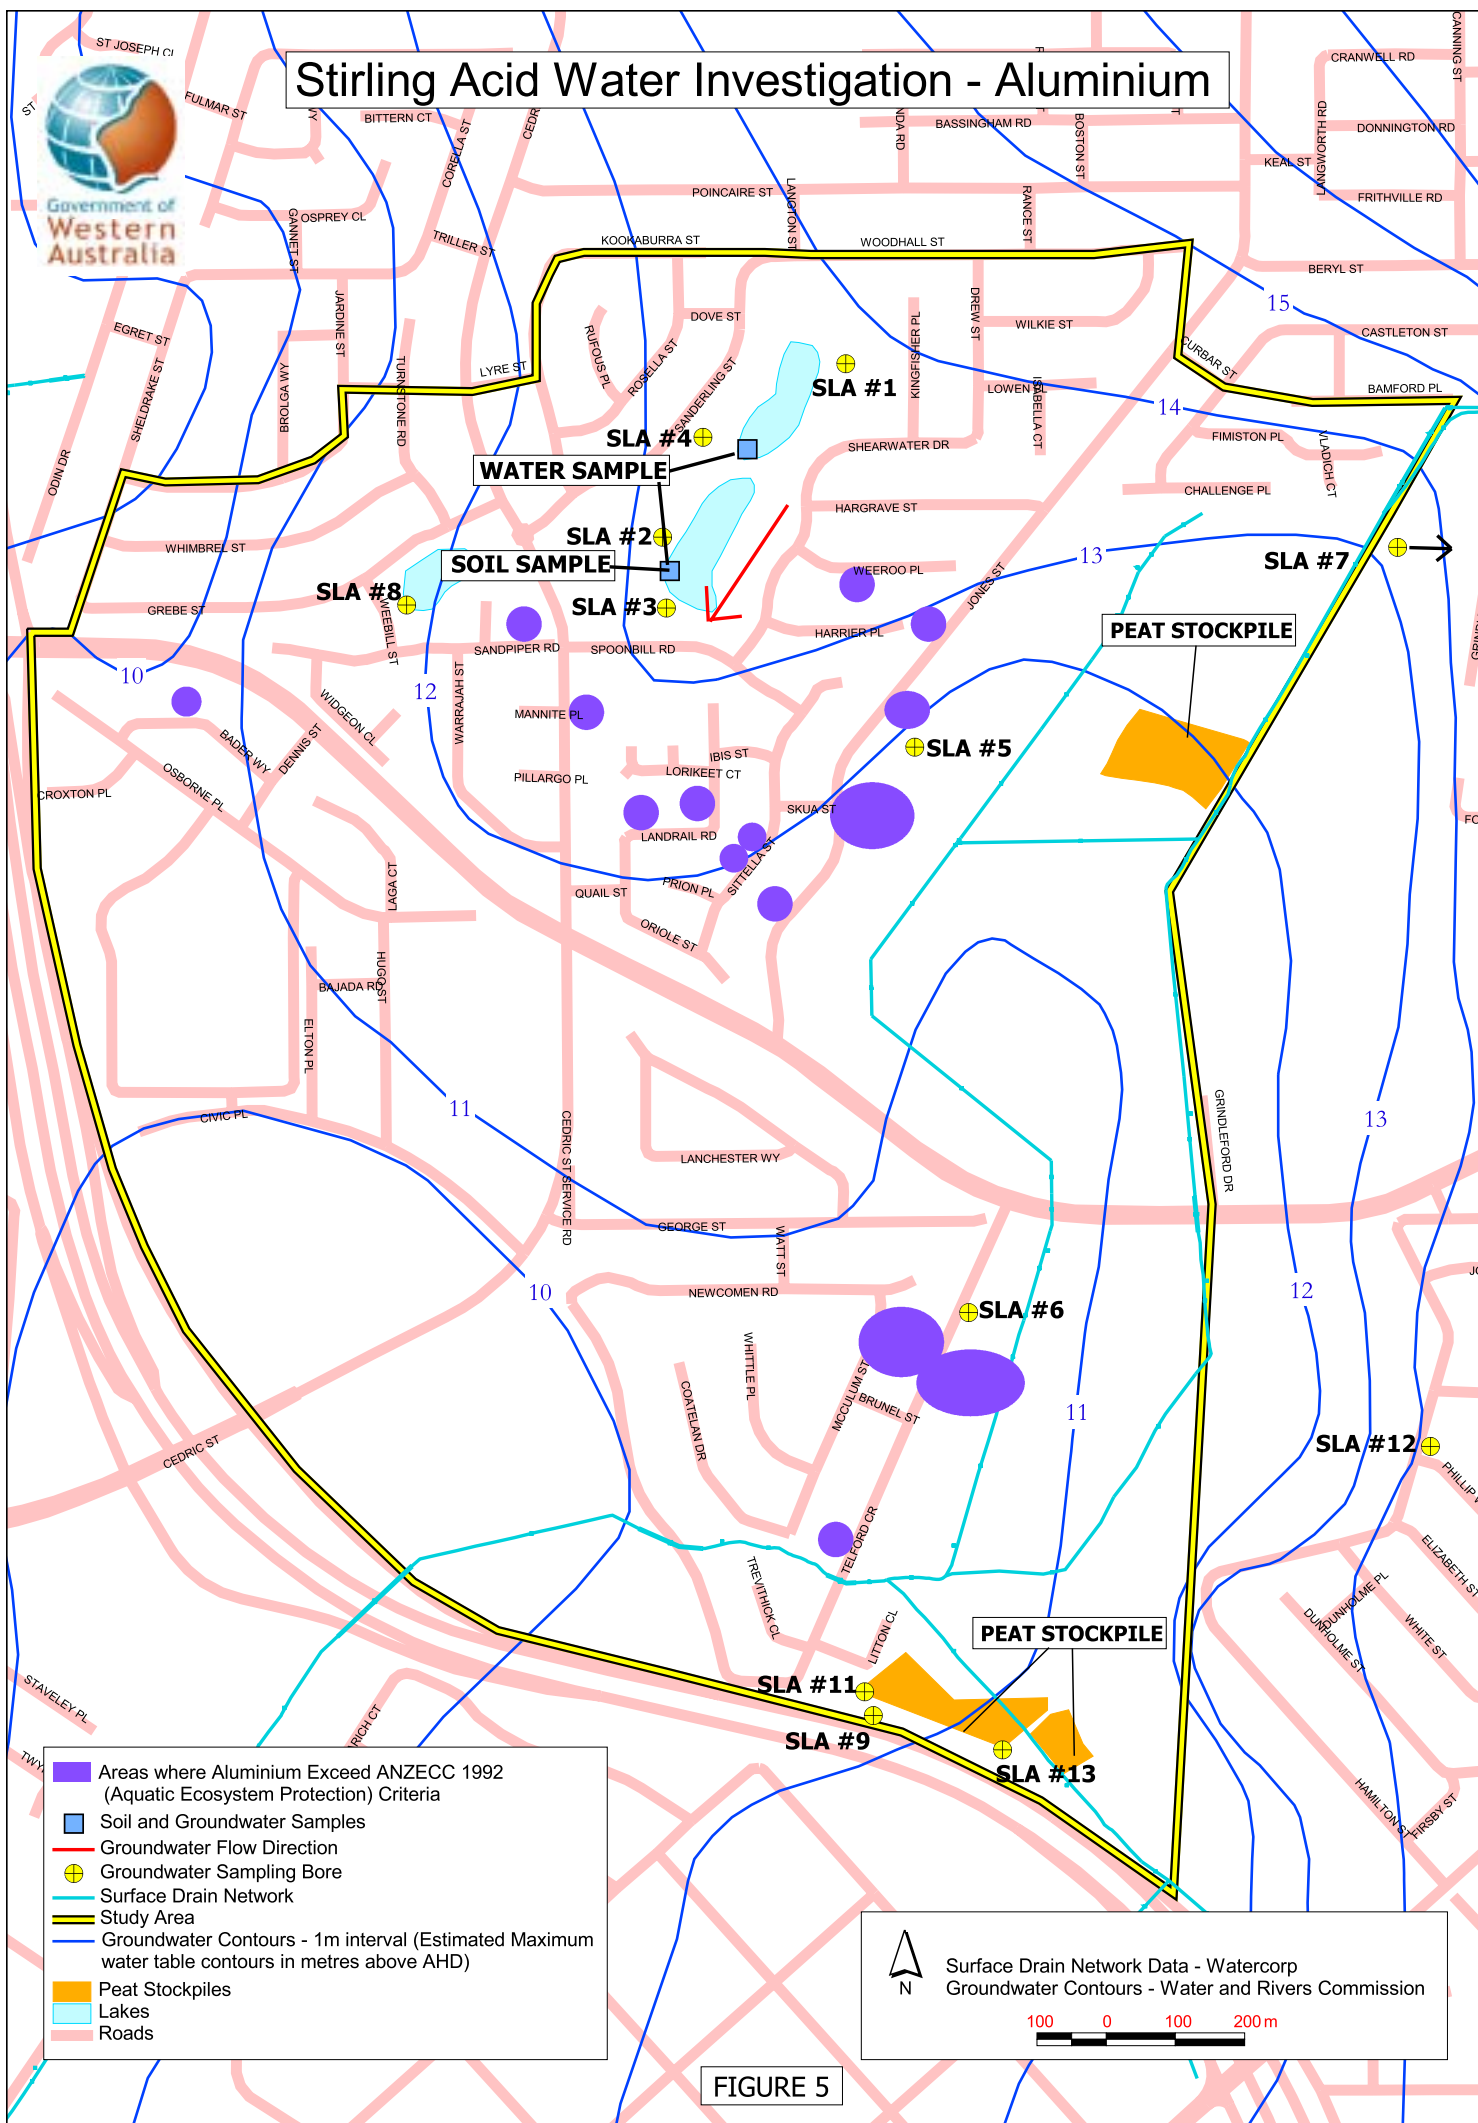 Stirling Acid Water Investigation - Aluminium
Government of
Western
Australia
ST JOSEPH CL
FULMAR ST
BITTERN CT
CORELLA ST
BASSINGHAM RD
BOSTON ST
CRANWELL RD
CANNING ST
LANGWORTH RD
DONNINGTON RD
KEAL ST
FRITHVILLE RD
POINCAIRE ST
LANGTON ST
RANCE ST
GANNET ST
OSPREY CL
TRILLER ST
KOOKABURRA ST
WOODHALL ST
BERYL ST
15
EGRET ST
JARDINE ST
DOVE ST
KINGFISHER PL
DREW ST
WILKIE ST
CASTLETON ST
CURBAR ST
SHELDRAKE ST
BROLGA WY
TURNSTONE RD
LYRE ST
RUFOUS PL
ROSELLA ST
SANDERLING ST
SLA #1
LOWEN
ISABELLA CT
BAMFORD PL
14
ODIN DR
SLA #4
SHEARWATER DR
FIMISTON PL
VLADICH CT
WATER SAMPLE
CHALLENGE PL
HARGRAVE ST
WHIMBREL ST
SLA #2
SOIL SAMPLE
13
SLA #7
WEEROO PL
JONES ST
SLA #8
GREBE ST
WEEBILL ST
SLA #3
HARRIER PL
PEAT STOCKPILE
SANDPIPER RD
SPOONBILL RD
10
12
WIDGEON CL
WARRAJAH ST
MANNITE PL
BADER WY
DENNIS ST
IBIS ST
SLA #5
LORIKEET CT
CROXTON PL
OSBORNE PL
PILLARGO PL
SKUA ST
LANDRAIL RD
LAGA CT
QUAIL ST
PRION PL
SITTELLA ST
ORIOLE ST
HUGO ST
BAJADA RD
ELTON PL
CIVIC PL
11
CEDRIC ST SERVICE RD
LANCHESTER WY
GRINDLEFORD DR
13
GEORGE ST
WATT ST
10
NEWCOMEN RD
SLA #6
12
WHITTLE PL
COATELAN DR
MCCULUM ST
BRUNEL ST
11
CEDRIC ST
SLA #12
TELFORD CR
TREVITHICK CL
LITTON CL
ELIZABETH ST
DUNHOLME PL
DUNHOLME ST
WHITE ST
PEAT STOCKPILE
STAVELEY PL
SLA #11
SLA #9
SLA #13
HAMILTON ST
FIRSBY ST
Areas where Aluminium Exceed ANZECC 1992
(Aquatic Ecosystem Protection) Criteria
Soil and Groundwater Samples
Groundwater Flow Direction
Groundwater Sampling Bore
Surface Drain Network
Study Area
Groundwater Contours - 1m interval (Estimated Maximum
water table contours in metres above AHD)
Peat Stockpiles
Lakes
Roads
N
Surface Drain Network Data - Watercorp
Groundwater Contours - Water and Rivers Commission
100 0 100 200 m
FIGURE 5